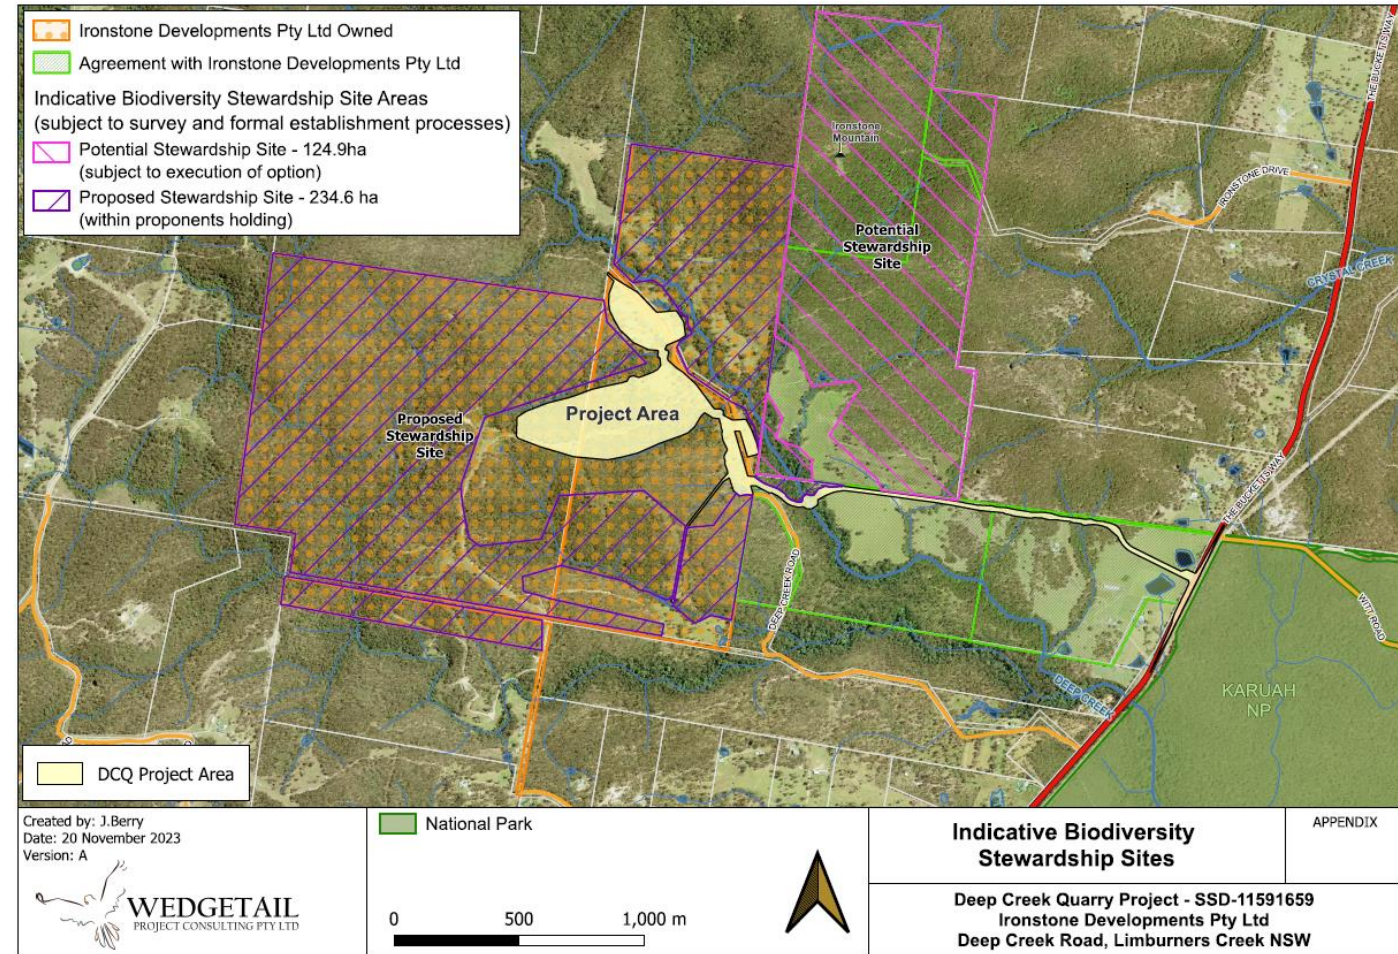 Ironstone Developments Pty Ltd Owned
Agreement with Ironstone Developments Pty Ltd
Indicative Biodiversity Stewardship Site Areas
(subject to survey and formal establishment processes)
Potential Stewardship Site - 124.9ha
(subject to execution of option)
Proposed Stewardship Site - 234.6 ha
(within proponents holding)
THE BUCKETTS WAY
Ironstone
Mountain
IRONSTONE DRIVE
Potential
Stewardship
Site
CRYSTAL CREEK
Project Area
Proposed
Stewardship
Site
THE BUCKETTS WAY
DEEP CREEK ROAD
WITT ROAD
DEEP CREEK
KARUAH
NP
DCQ Project Area
Created by: J.Berry
Date: 20 November 2023
Version: A
WEDGETAIL
PROJECT CONSULTING PTY LTD
National Park
0 500 1,000 m
Indicative Biodiversity
Stewardship Sites
APPENDIX
Deep Creek Quarry Project - SSD-11591659
Ironstone Developments Pty Ltd
Deep Creek Road, Limburners Creek NSW